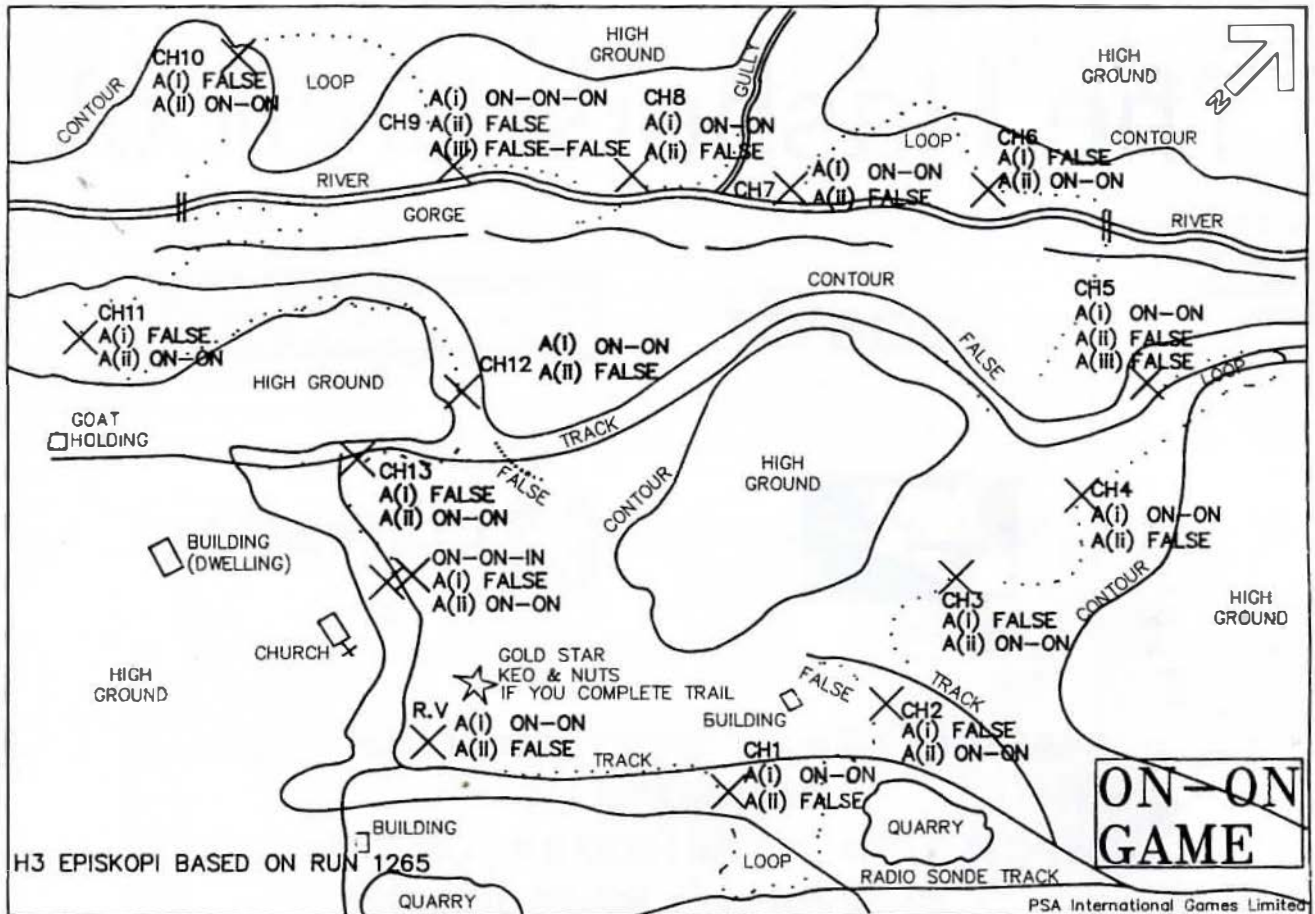 HIGH
GROUND
GULLY
HIGH
GROUND
N
CONTOUR
CH10
A(i) FALSE
A(ii) ON-ON
LOOP
CH9
A(i) ON-ON-ON
A(ii) FALSE
A(iii) FALSE-FALSE
CH8
A(i) ON-ON
A(ii) FALSE
CH7
A(i) ON-ON
A(ii) FALSE
LOOP
CH6
A(i) FALSE
A(ii) ON-ON
CONTOUR
RIVER
GORGE
RIVER
CONTOUR
CH5
A(i) ON-ON
A(ii) FALSE
A(iii) FALSE
CH11
A(i) FALSE.
A(ii) ON-ON
HIGH GROUND
CH12
A(i) ON-ON
A(ii) FALSE
FALSE
LOOP
GOAT
HOLDING
TRACK
FALSE
CONTOUR
HIGH
GROUND
CH13
A(i) FALSE
A(ii) ON-ON
CH4
A(i) ON-ON
A(ii) FALSE
BUILDING
(DWELLING)
ON-ON-IN
A(i) FALSE
A(ii) ON-ON
CH3
A(i) FALSE
A(ii) ON-ON
CONTOUR
HIGH
GROUND
CHURCH
HIGH
GROUND
GOLD STAR
KEO & NUTS
IF YOU COMPLETE TRAIL
FALSE
TRACK
BUILDING
CH2
A(i) FALSE
A(ii) ON-ON
R.V
A(i) ON-ON
A(ii) FALSE
TRACK
CH1
A(i) ON-ON
A(ii) FALSE
QUARRY
ON-ON
GAME
BUILDING
H3 EPISKOPI BASED ON RUN 1265
LOOP
RADIO SONDE TRACK
QUARRY
PSA International Games Limited